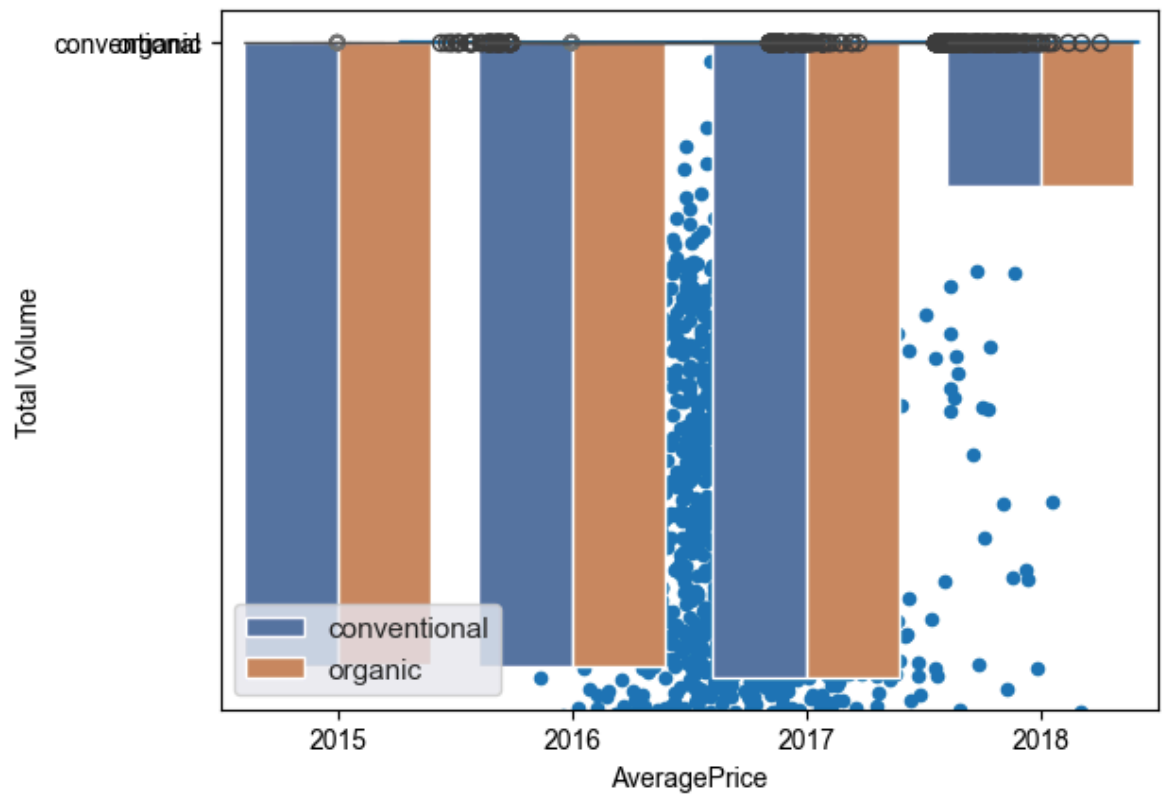 conventional
organic
Total Volume
conventional
organic
2015
2016
2017
2018
AveragePrice